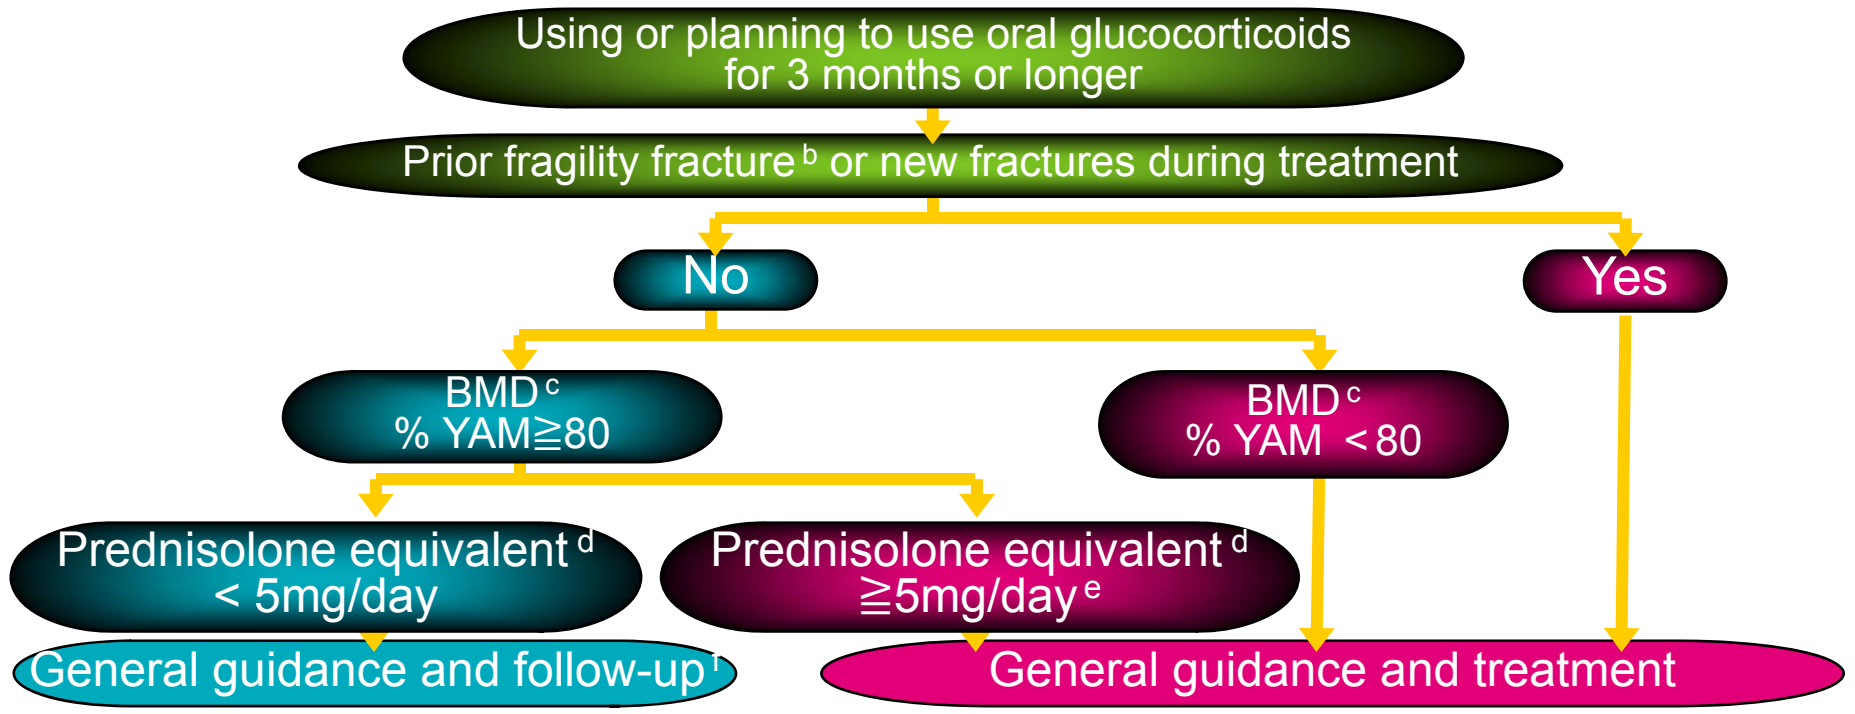 Using or planning to use oral glucocorticoids
for 3 months or longer
Prior fragility fracture b or new fractures during treatment
No
Yes
BMD c
% YAM≧80
BMD c
% YAM <80
Prednisolone equivalent d
< 5mg/day
Prednisolone equivalent d
≧5mg/day e
General guidance and follow-up f
General guidance and treatment